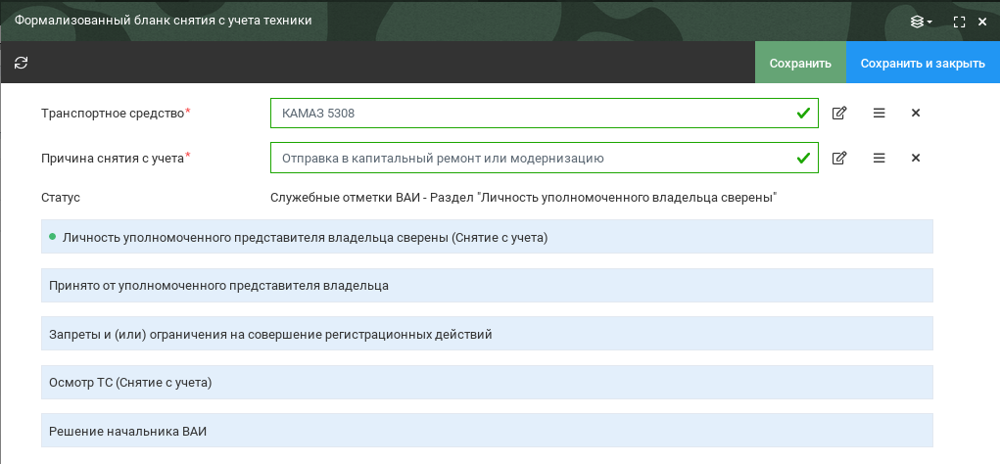 Формализованный бланк снятия с учета техники
Сохранить
Сохранить и закрыть
Транспортное средство*
КАМАЗ 5308
Причина снятия с учета*
Отправка в капитальный ремонт или модернизацию
Статус
Служебные отметки ВАИ - Раздел "Личность уполномоченного владельца сверены"
Личность уполномоченного представителя владельца сверены (Снятие с учета)
Принято от уполномоченного представителя владельца
Запреты и (или) ограничения на совершение регистрационных действий
Осмотр ТС (Снятие с учета)
Решение начальника ВАИ